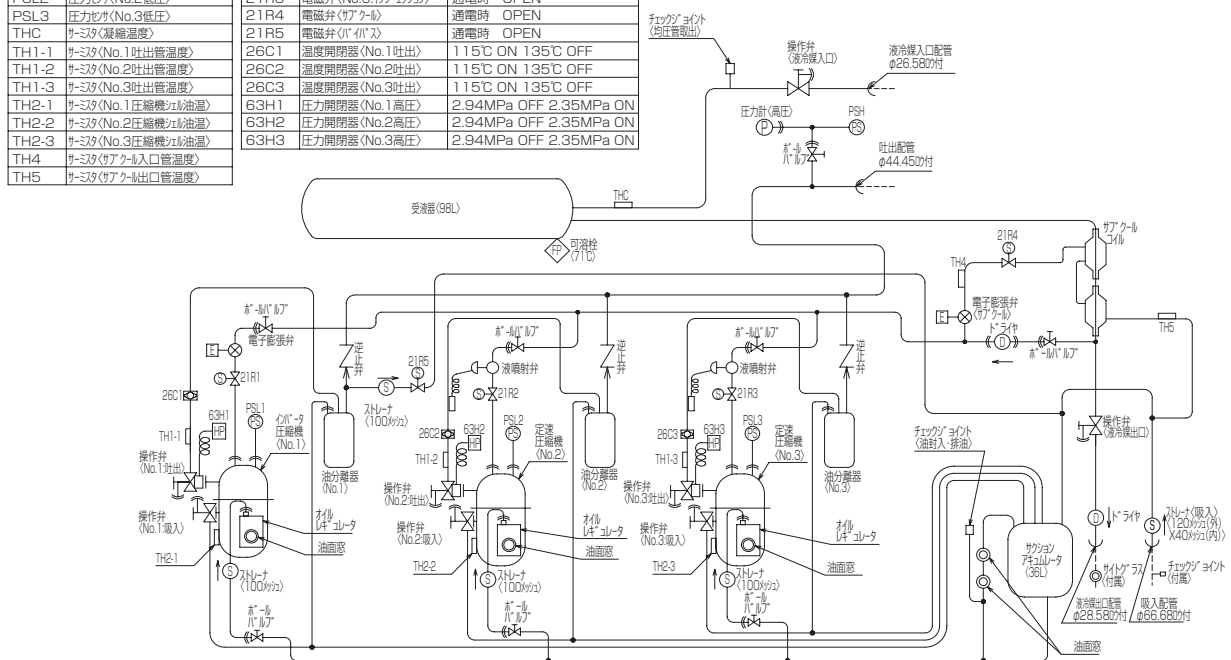 PSL3 圧力センサ〈No.3低圧〉
THC サーミスタ〈凝縮温度〉
TH1-1 サーミスタ〈No.1吐出管温度〉
TH1-2 サーミスタ〈No.2吐出管温度〉
TH1-3 サーミスタ〈No.3吐出管温度〉
TH2-1 サーミスタ〈No.1圧縮機シェル油温〉
TH2-2 サーミスタ〈No.2圧縮機シェル油温〉
TH2-3 サーミスタ〈No.3圧縮機シェル油温〉
TH4 サーミスタ〈サブクール入口管温度〉
TH5 サーミスタ〈サブクール出口管温度〉
21R4 電磁弁〈サブクール〉 通電時 OPEN
21R5 電磁弁〈バイパス〉 通電時 OPEN
26C1 温度開閉器〈No.1吐出〉 115℃ ON 135℃ OFF
26C2 温度開閉器〈No.2吐出〉 115℃ ON 135℃ OFF
26C3 温度開閉器〈No.3吐出〉 115℃ ON 135℃ OFF
63H1 圧力開閉器〈No.1高圧〉 2.94MPa OFF 2.35MPa ON
63H2 圧力開閉器〈No.2高圧〉 2.94MPa OFF 2.35MPa ON
63H3 圧力開閉器〈No.3高圧〉 2.94MPa OFF 2.35MPa ON
チェックジョイント
〈均圧管取出〉
操作弁
〈液冷媒入口〉
液冷媒入口配管
φ26.58ロウ付
圧力計〈高圧〉
P
PSH
PS
ボール
バルブ
吐出配管
φ44.45ロウ付
受液器〈98L〉
THC
FP
可溶栓
〈71℃〉
21R4
S
サブクール
コイル
TH4
電子膨張弁
〈サブクール〉
E
ドライヤ
D
ボールバルブ
TH5
ボールバルブ
電子膨張弁
E
S
21R1
26C1
63H1
HP
PSL1
PS
インバータ
圧縮機
〈No.1〉
TH1-1
操作弁
〈No.1:吐出〉
操作弁
〈No.1:吸入〉
TH2-1
オイル
レギュレータ
油面窓
S
ストレーナ
〈100メッシュ〉
ボール
バルブ
逆
止
弁
油分離器
〈No.1〉
S
ストレーナ
〈100メッシュ〉
21R5
S
ボールバルブ
液噴射弁
S
21R2
26C2
63H2
HP
PSL2
PS
定速
圧縮機
〈No.2〉
TH1-2
操作弁
〈No.2:吐出〉
操作弁
〈No.2:吸入〉
TH2-2
オイル
レギュレータ
油面窓
S
ストレーナ
〈100メッシュ〉
ボール
バルブ
逆
止
弁
油分離器
〈No.2〉
ボールバルブ
液噴射弁
S
21R3
26C3
63H3
HP
PSL3
PS
定速
圧縮機
〈No.3〉
TH1-3
操作弁
〈No.3:吐出〉
操作弁
〈No.3:吸入〉
TH2-3
オイル
レギュレータ
油面窓
S
ストレーナ
〈100メッシュ〉
ボール
バルブ
逆
止
弁
油分離器
〈No.3〉
チェックジョイント
〈油封入・排油〉
サクション
アキュムレータ
〈36L〉
操作弁
〈液冷媒出口〉
D
ドライヤ
サイトグラス
〈付属〉
S
ストレーナ〈吸入〉
〈120メッシュ(外)
X40メッシュ(内)〉
チェックジョイント
〈付属〉
液冷媒出口配管
φ28.58ロウ付
吸入配管
φ66.68ロウ付
油面窓